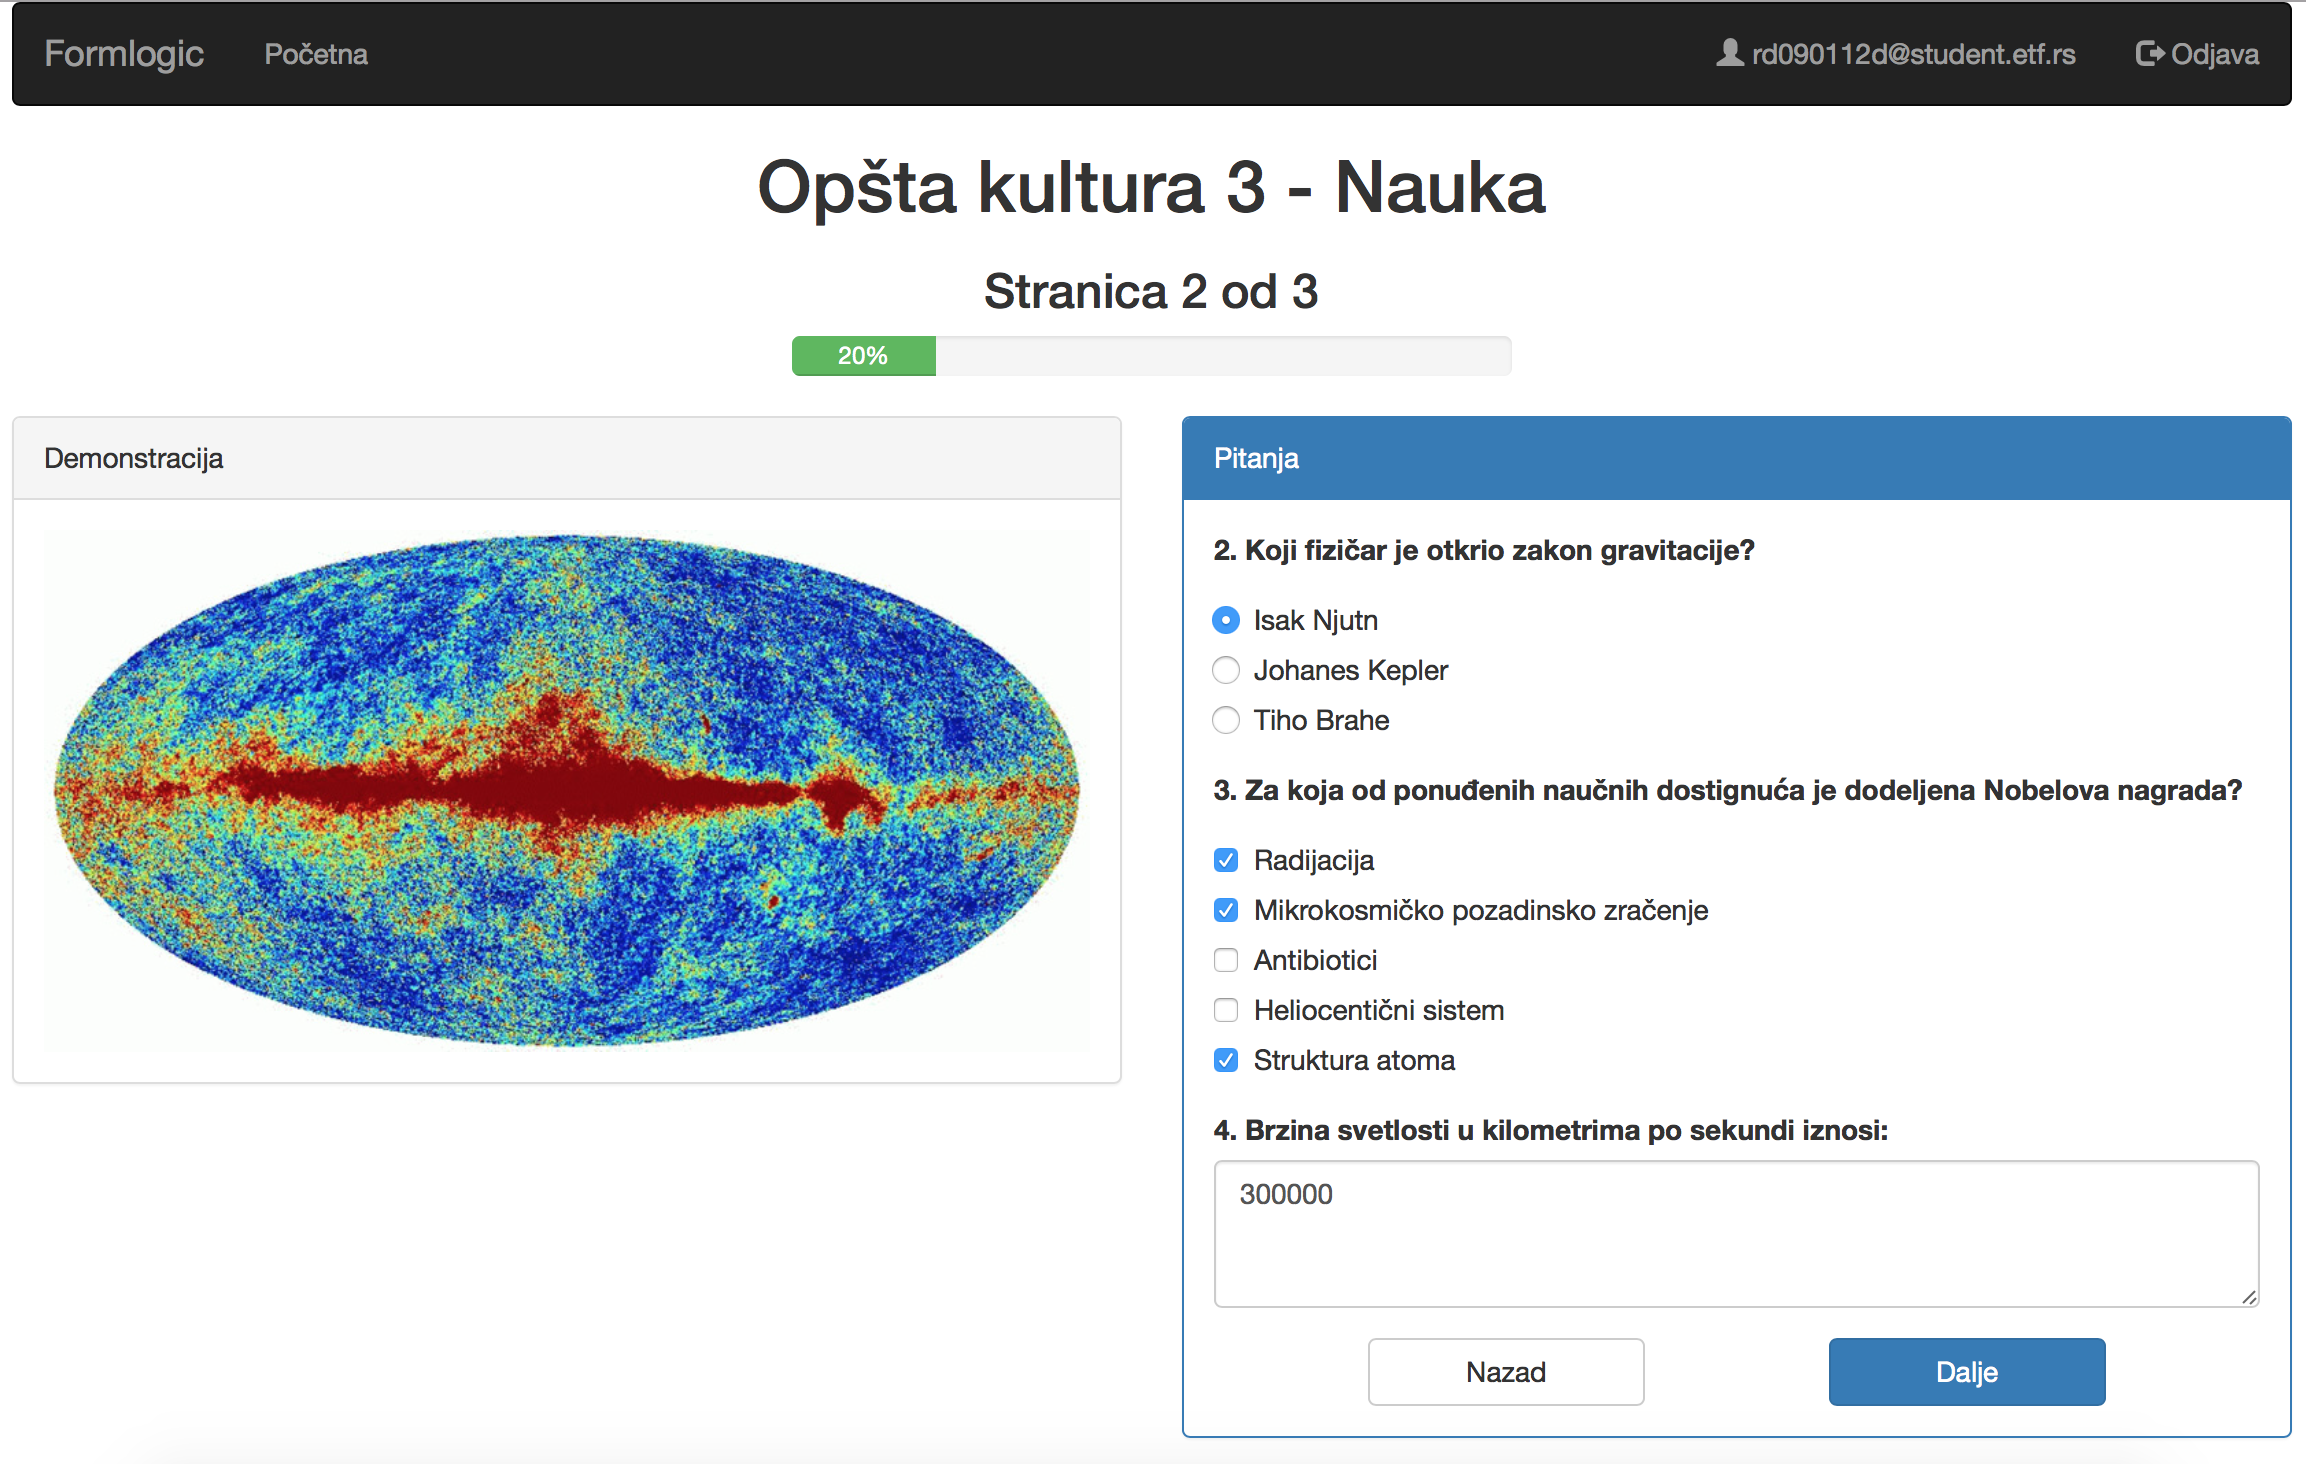 Formlogic Početna rd090112d@student.etf.rs Odjava
Opšta kultura 3 - Nauka
Stranica 2 od 3
20%
Demonstracija
Pitanja
2. Koji fizičar je otkrio zakon gravitacije?
Isak Njutn
Johanes Kepler
Tiho Brahe
3. Za koja od ponuđenih naučnih dostignuća je dodeljena Nobelova nagrada?
Radijacija
Mikrokosmičko pozadinsko zračenje
Antibiotici
Heliocentični sistem
Struktura atoma
4. Brzina svetlosti u kilometrima po sekundi iznosi:
300000
Nazad
Dalje